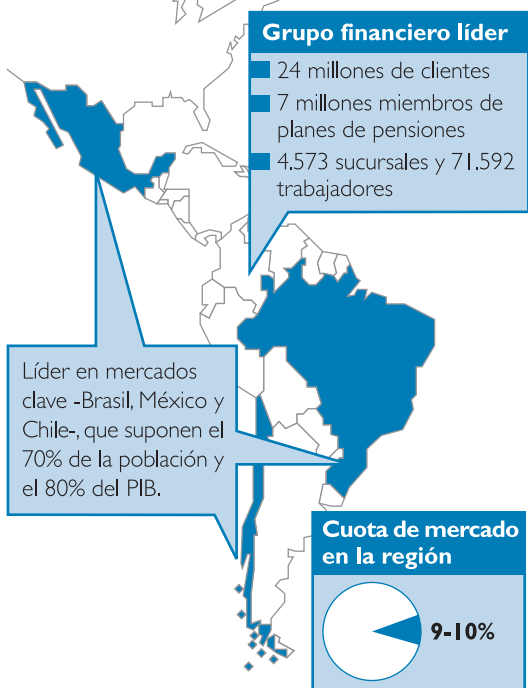 Grupo financiero líder
24 millones de clientes
7 millones miembros de
planes de pensiones
4.573 sucursales y 71.592
trabajadores
Líder en mercados
clave -Brasil, México y
Chile-, que suponen el
70% de la población y
el 80% del PIB.
Cuota de mercado
en la región
9-10%